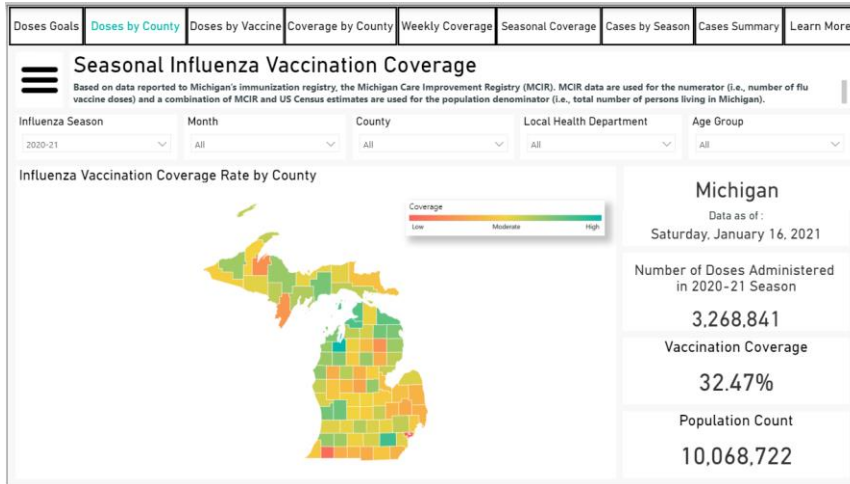 Doses Goals
Doses by County
Doses by Vaccine
Coverage by County
Weekly Coverage
Seasonal Coverage
Cases by Season
Cases Summary
Learn More
Seasonal Influenza Vaccination Coverage
Based on data reported to Michigan's immunization registry, the Michigan Care Improvement Registry (MCIR). MCIR data are used for the numerator (i.e., number of flu
vaccine doses) and a combination of MCIR and US Census estimates are used for the population denominator (i.e., total number of persons living in Michigan).
Influenza Season
Month
County
Local Health Department
Age Group
2020-21
All
All
All
All
Influenza Vaccination Coverage Rate by County
Coverage
Low
Moderate
High
Michigan
Data as of :
Saturday, January 16, 2021
Number of Doses Administered
in 2020-21 Season
3,268,841
Vaccination Coverage
32.47%
Population Count
10,068,722